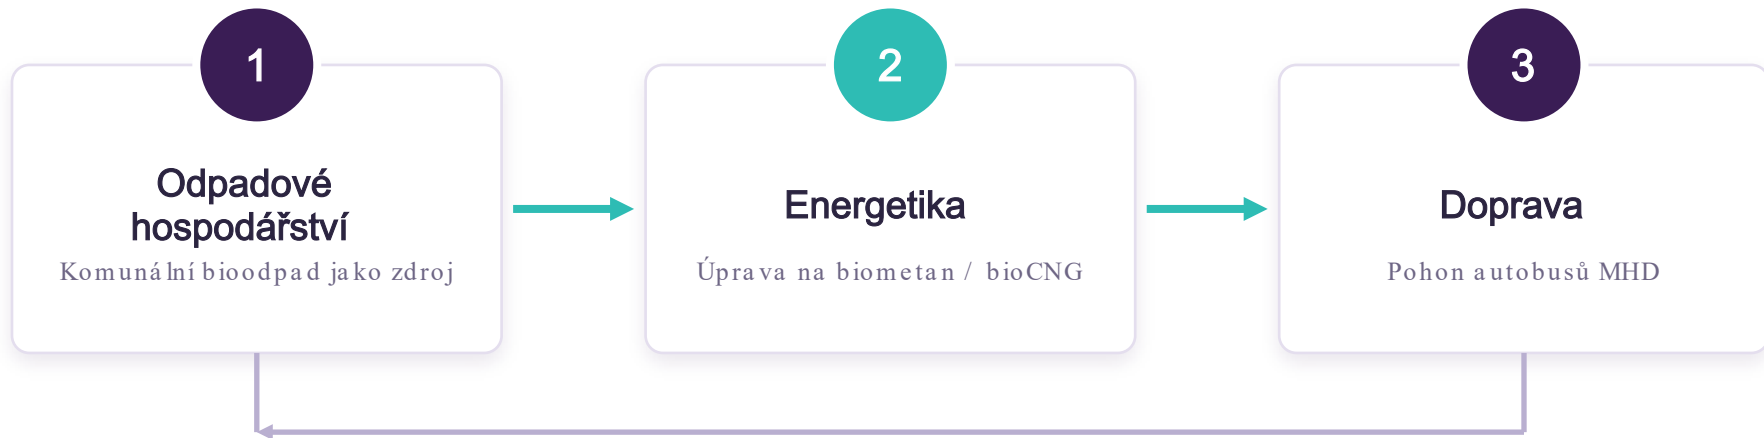 1
Odpadové
hospodářství
Komunální bioodpad jako zdroj
2
Energetika
Úprava na biometan / bioCNG
3
Doprava
Pohon autobusů MHD